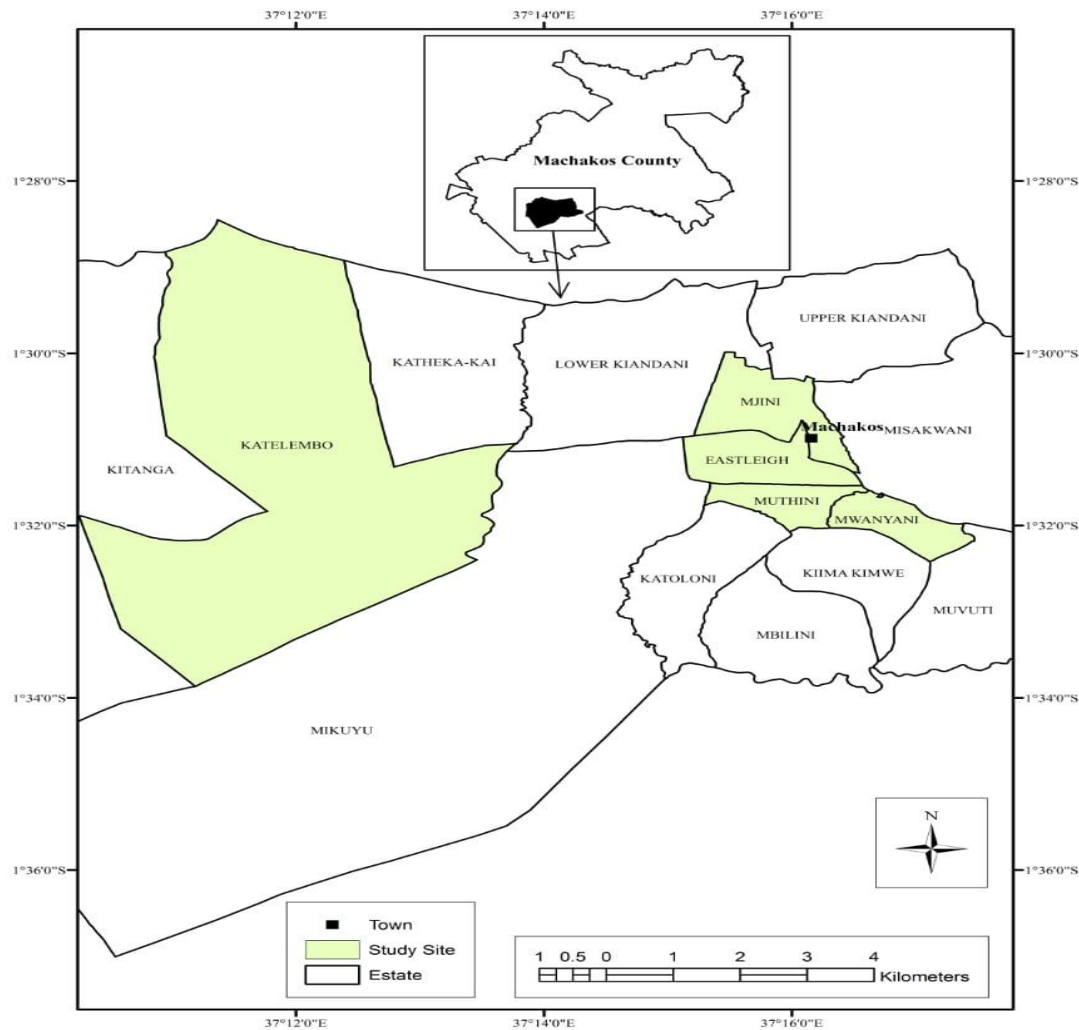 37°12'0"E 37°14'0"E 37°16'0"E
Machakos County
1°28'0"S 1°28'0"S
UPPER KIANDANI
1°30'0"S 1°30'0"S
KATHEKA-KAI LOWER KIANDANI
MJINI
Machakos MISAKWANI
KATELEMBO
EASTLEIGH
KITANGA
MUTHINI
MWANYANI
1°32'0"S 1°32'0"S
KATOLONI KIIMA KIMWE
MUVUTI
MBILINI
1°34'0"S 1°34'0"S
MIKUYU
N
1°36'0"S 1°36'0"S
Town
Study Site
Estate
1 0.5 0 1 2 3 4
Kilometers
37°12'0"E 37°14'0"E 37°16'0"E